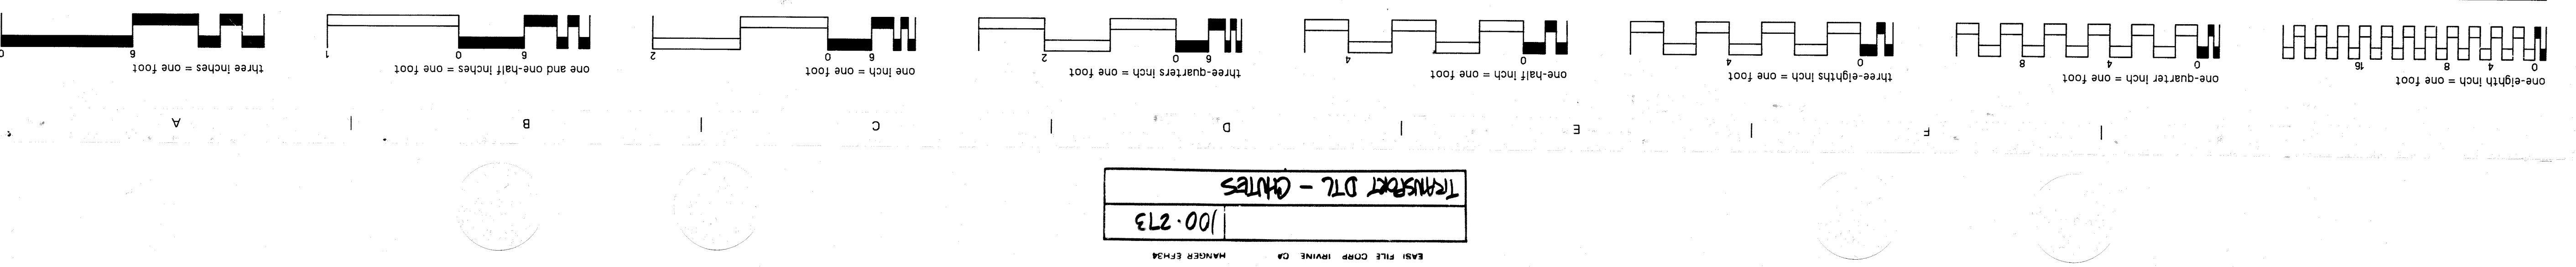 EASI FILE CORP IRVINE CA HANGER EFH34
100.273
TRANSPORT DTL - CHUTES
F E D C B A
one-eighth inch = one foot
0 4 8 16
one-quarter inch = one foot
0 4 8
three-eighths inch = one foot
0 4
one-half inch = one foot
0 4
three-quarters inch = one foot
6 0 2
one inch = one foot
6 0 2
one and one-half inches = one foot
6 0 1
three inches = one foot
6 0